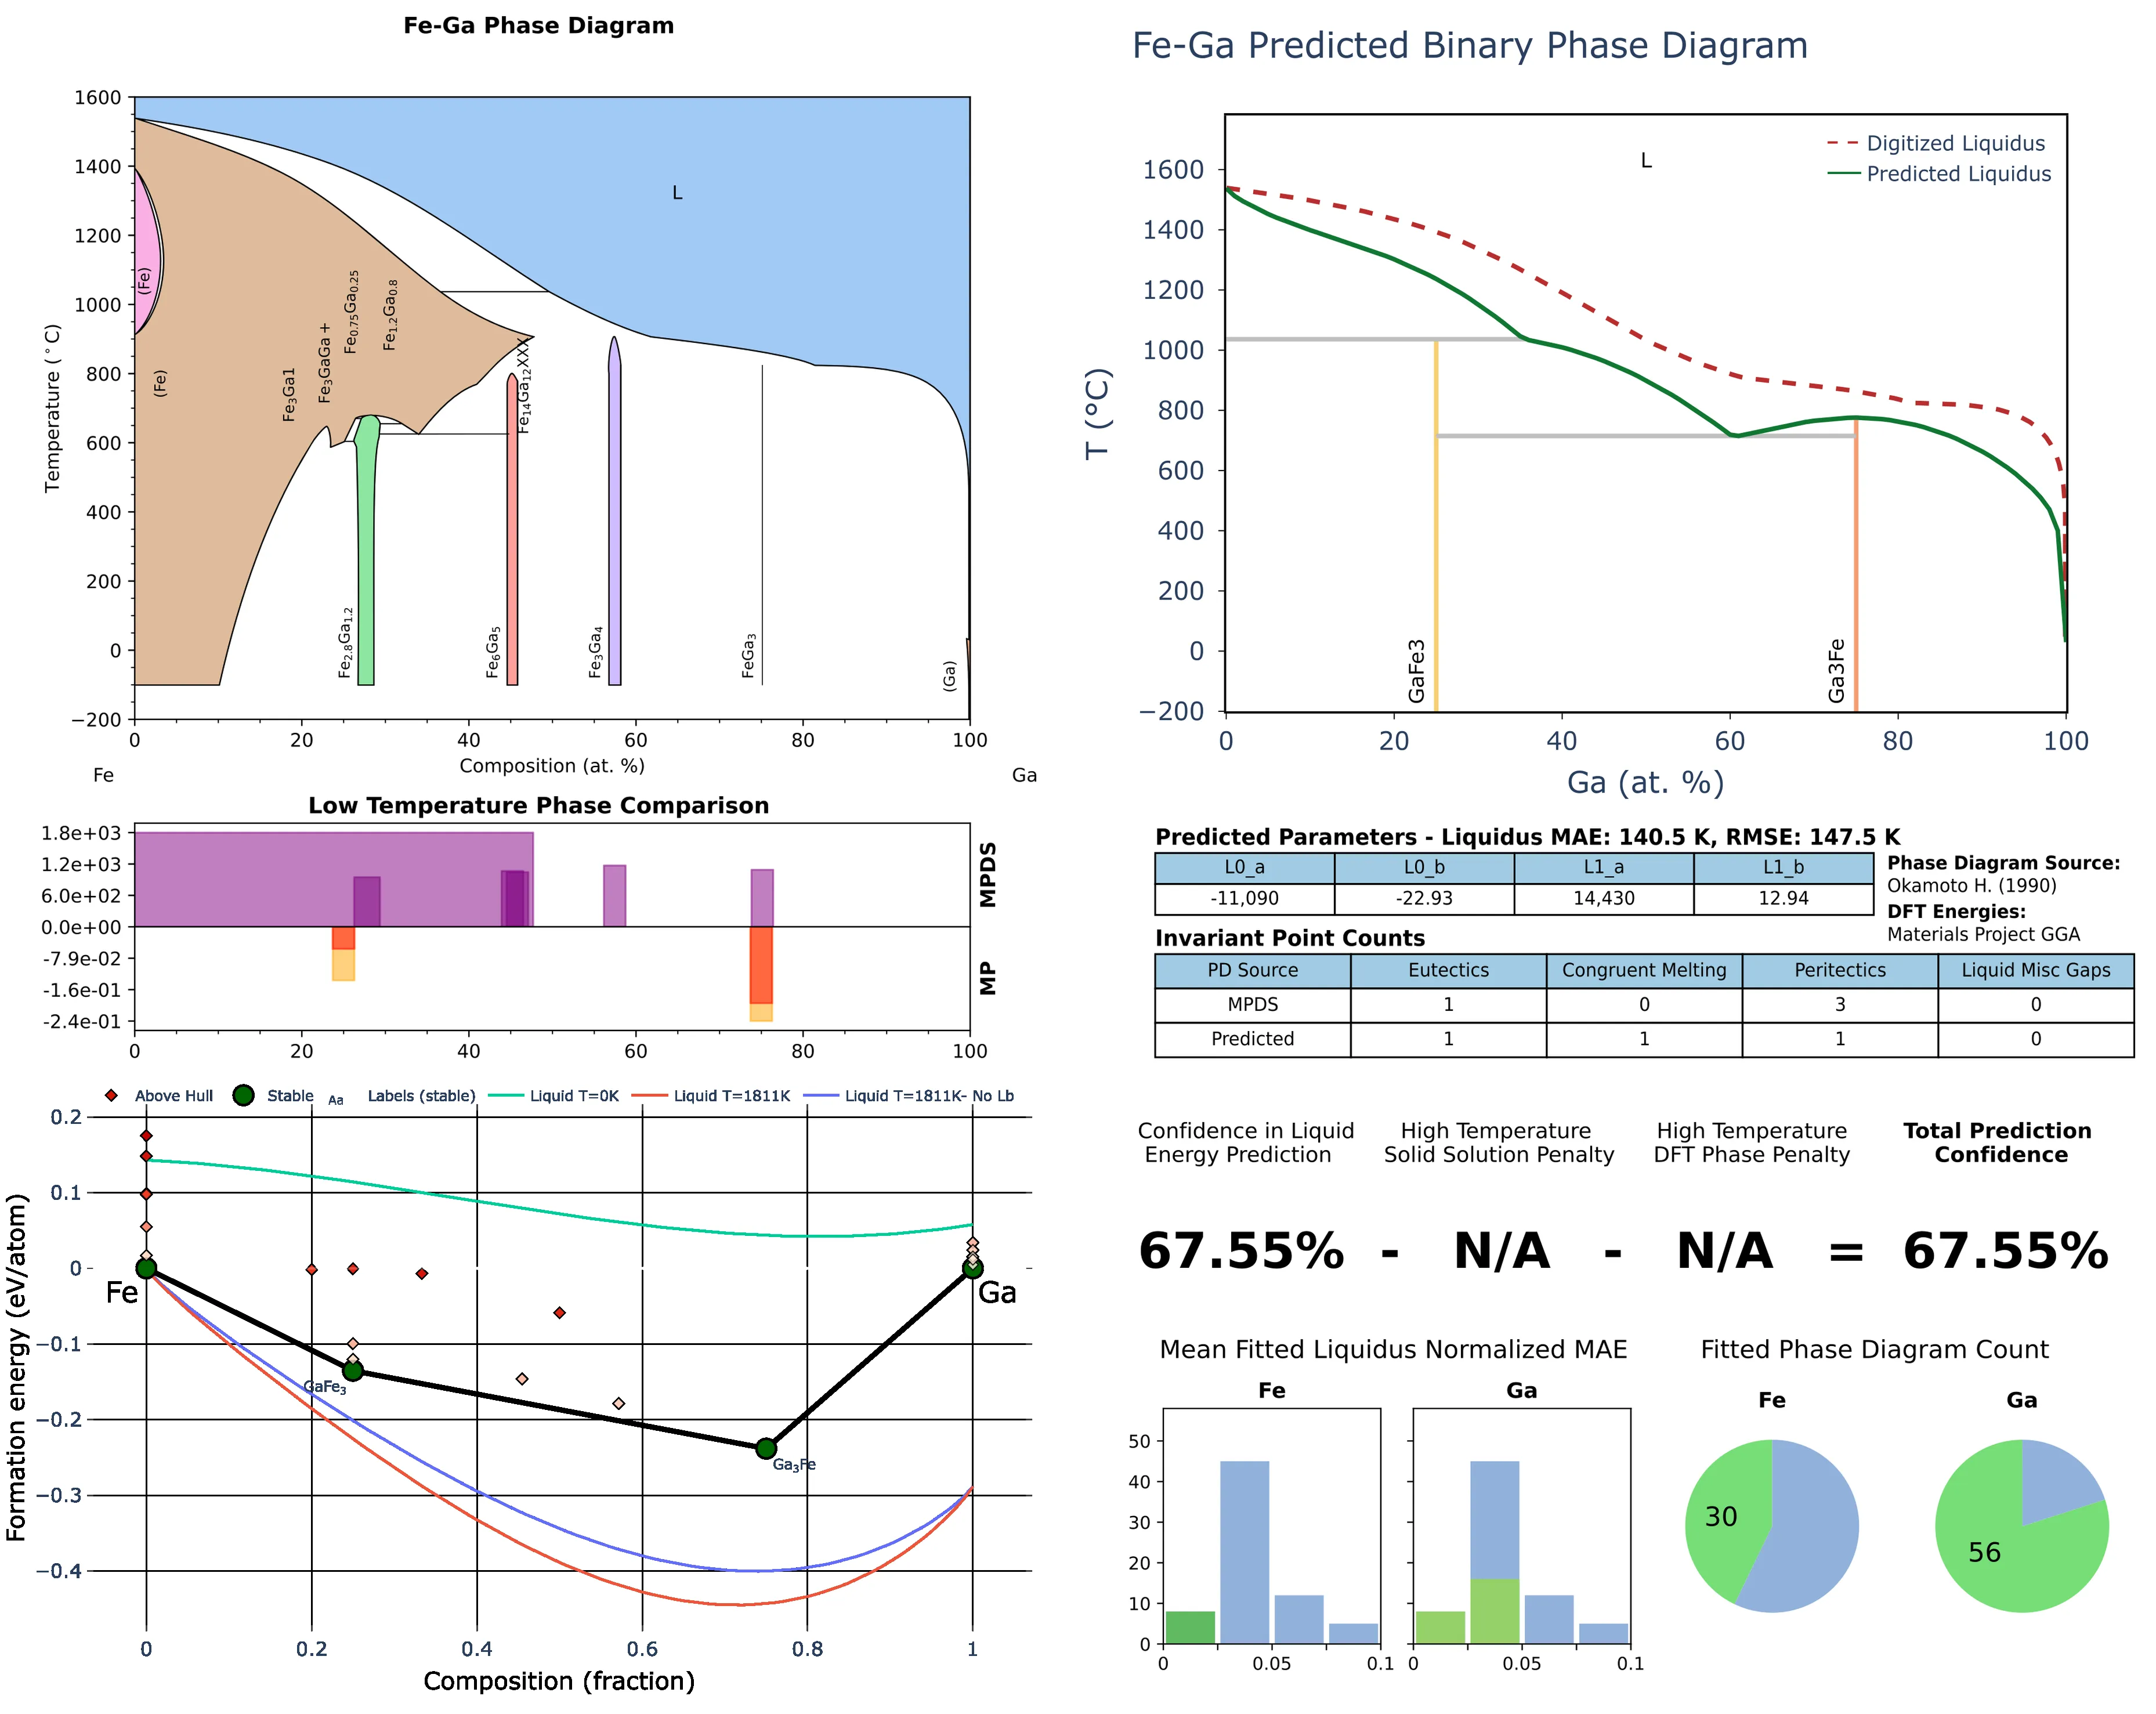 Fe-Ga Phase Diagram
1600
1400
1200
1000
800
600
400
200
0
−200
Temperature (°C)
L
(Fe)
(Fe)
Fe3Ga1
Fe3GaGa +
Fe0.75Ga0.25
Fe1.2Ga0.8
Fe14Ga12XXX
Fe2.8Ga1.2
Fe6Ga5
Fe3Ga4
FeGa3
(Ga)
0 20 40 60 80 100
Composition (at. %)
Fe Ga
Fe-Ga Predicted Binary Phase Diagram
L
Digitized Liquidus
Predicted Liquidus
1600
1400
1200
1000
800
600
400
200
0
−200
T (°C)
GaFe3
Ga3Fe
0 20 40 60 80 100
Ga (at. %)
Low Temperature Phase Comparison
1.8e+03
1.2e+03
6.0e+02
0.0e+00
-7.9e-02
-1.6e-01
-2.4e-01
MPDS
MP
0 20 40 60 80 100
Predicted Parameters - Liquidus MAE: 140.5 K, RMSE: 147.5 K
L0_a L0_b L1_a L1_b
-11,090 -22.93 14,430 12.94
Phase Diagram Source:
Okamoto H. (1990)
DFT Energies:
Materials Project GGA
Invariant Point Counts
PD Source Eutectics Congruent Melting Peritectics Liquid Misc Gaps
MPDS 1 0 3 0
Predicted 1 1 1 0
Above Hull Stable Aa Labels (stable) Liquid T=0K Liquid T=1811K Liquid T=1811K- No Lb
0.2
0.1
0
−0.1
−0.2
−0.3
−0.4
Formation energy (eV/atom)
Fe
Ga
GaFe3
Ga3Fe
0 0.2 0.4 0.6 0.8 1
Composition (fraction)
Confidence in Liquid
Energy Prediction
High Temperature
Solid Solution Penalty
High Temperature
DFT Phase Penalty
Total Prediction
Confidence
67.55% - N/A - N/A = 67.55%
Mean Fitted Liquidus Normalized MAE
Fe Ga
50
40
30
20
10
0
0 0.05 0.1
0 0.05 0.1
Fitted Phase Diagram Count
Fe Ga
30
56